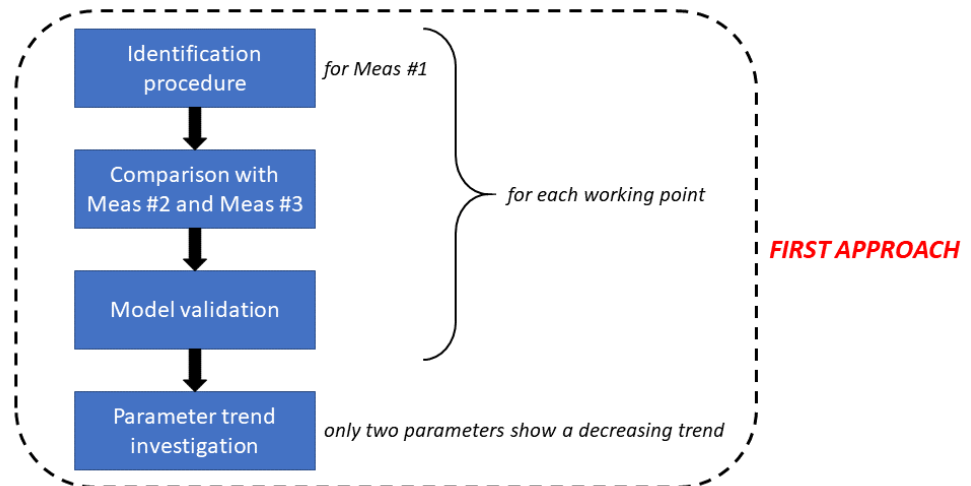 Identification
procedure
for Meas #1
Comparison with
Meas #2 and Meas #3
for each working point
FIRST APPROACH
Model validation
Parameter trend
investigation
only two parameters show a decreasing trend